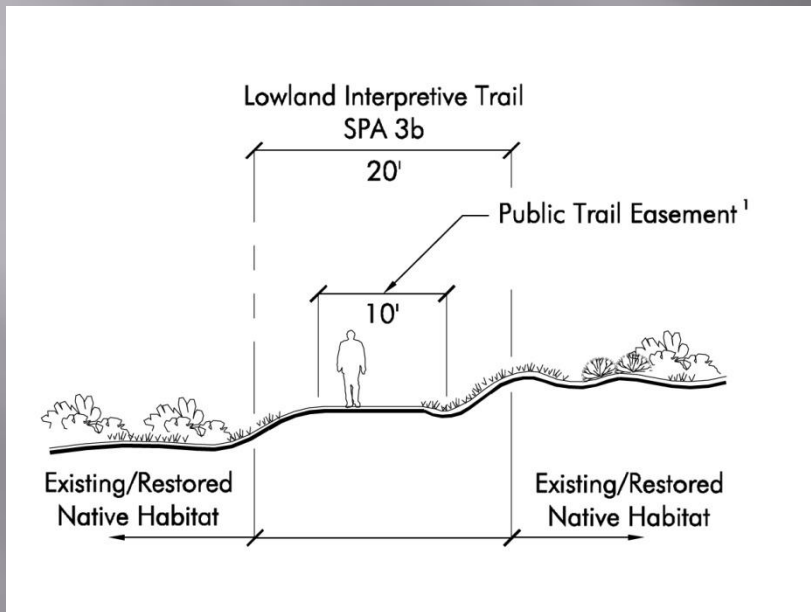 Lowland Interpretive Trail
SPA 3b
20'
Public Trail Easement ¹
10'
Existing/Restored
Native Habitat
Existing/Restored
Native Habitat